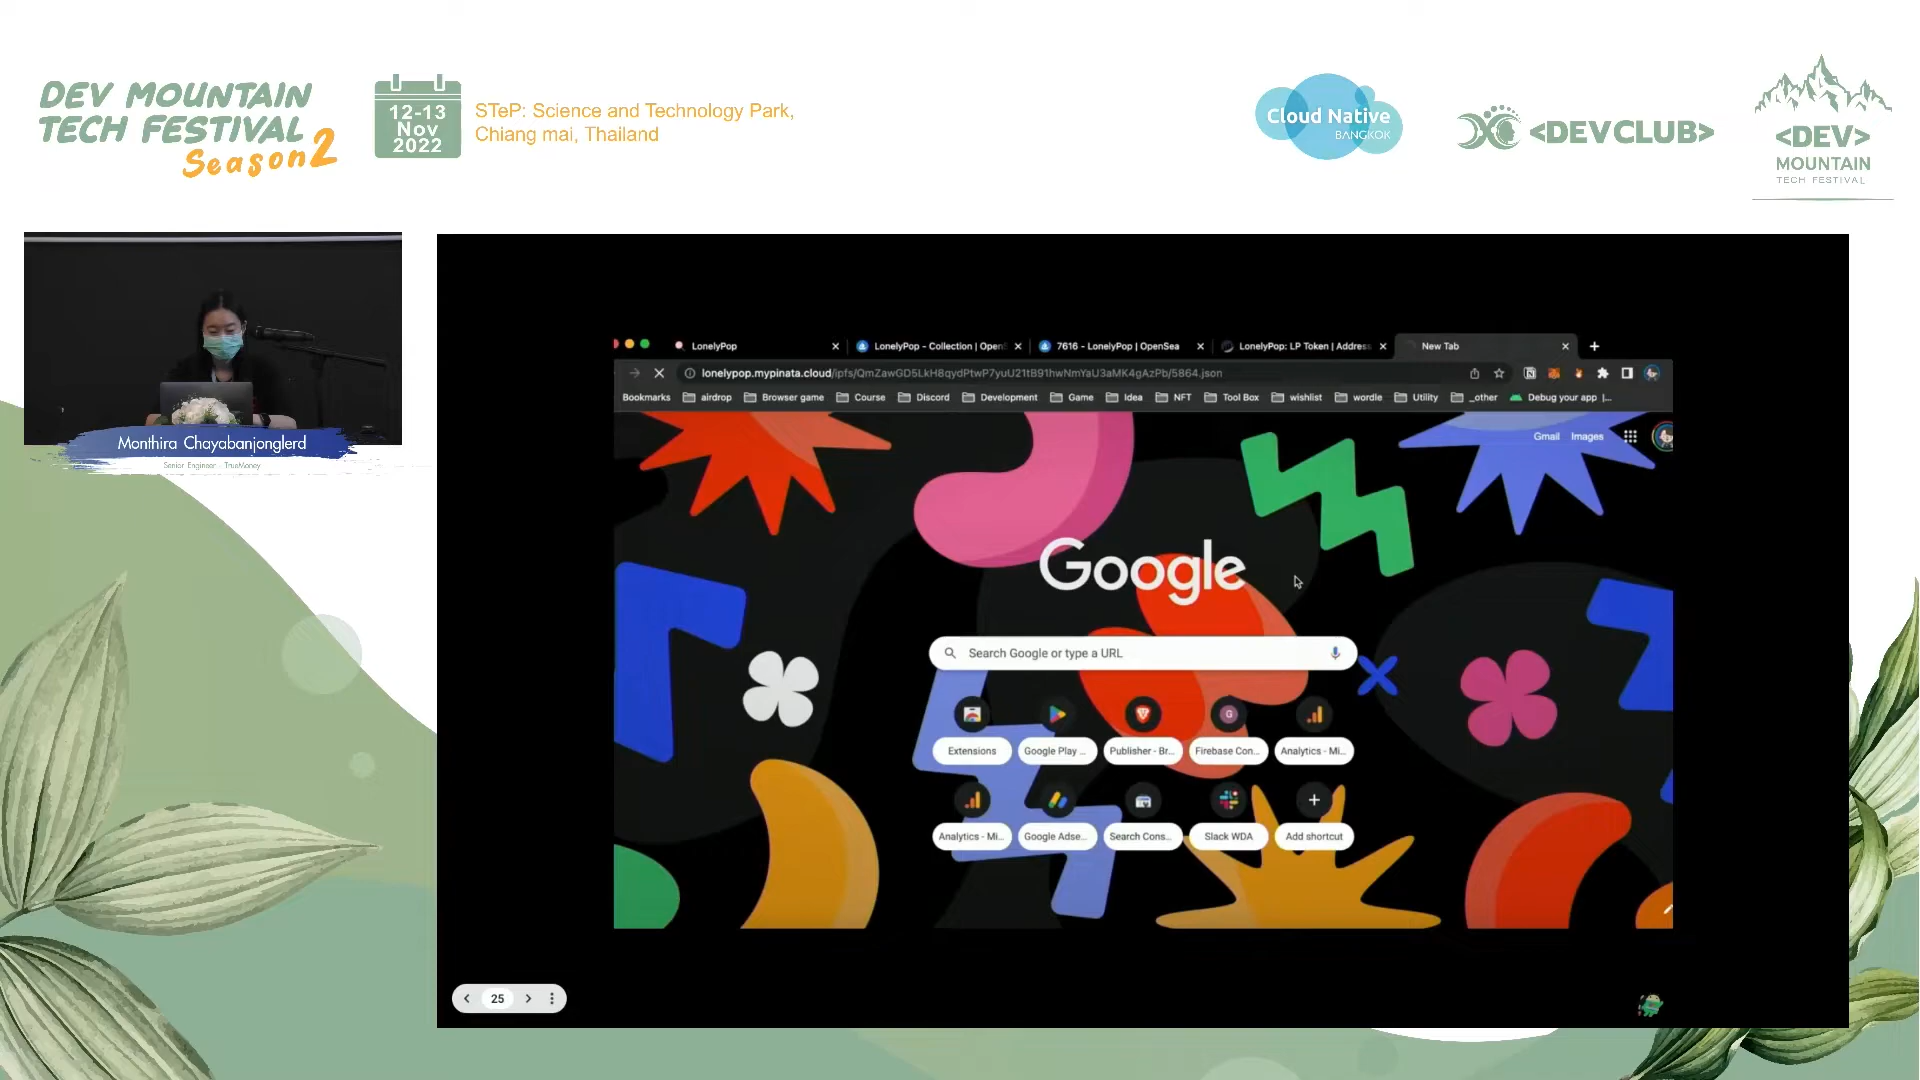 DEV MOUNTAIN
TECH FESTIVAL
Season2
12-13
Nov
2022
STeP: Science and Technology Park,
Chiang mai, Thailand
Cloud Native
BANGKOK
<DEVCLUB>
<DEV>
MOUNTAIN
TECH FESTIVAL
Monthira Chayabanjonglerd
Senior Engineer - TrueMoney
LonelyPop
LonelyPop - Collection | Open
7616 - LonelyPop | OpenSea
LonelyPop: LP Token | Address
New Tab
lonelypop.mypinata.cloud/ipfs/QmZawGD5LkH8qydPtwP7yuU21tB91hwNmYaU3aMK4gAzPb/5864.json
Bookmarks airdrop Browser game Course Discord Development Game Idea NFT Tool Box wishlist wordle Utility _other Debug your app |...
Gmail Images
Google
Search Google or type a URL
G
Extensions Google Play ... Publisher - Br... Firebase Con... Analytics - Mi...
Analytics - Mi... Google Adse... Search Cons... Slack WDA Add shortcut
25